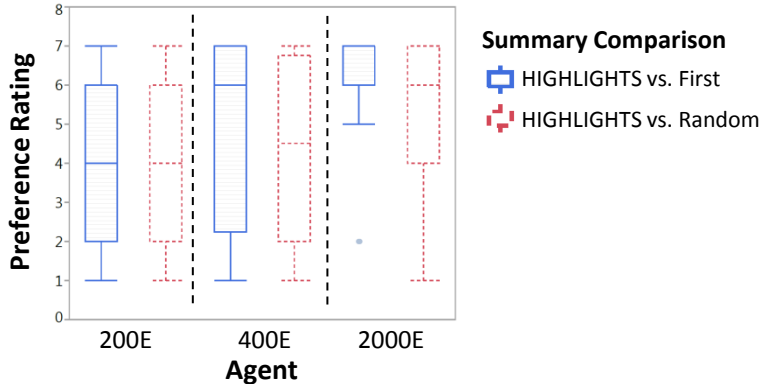 8
7
6
5
4
3
2
1
0
Preference Rating
200E 400E 2000E
Agent
Summary Comparison
HIGHLIGHTS vs. First
HIGHLIGHTS vs. Random